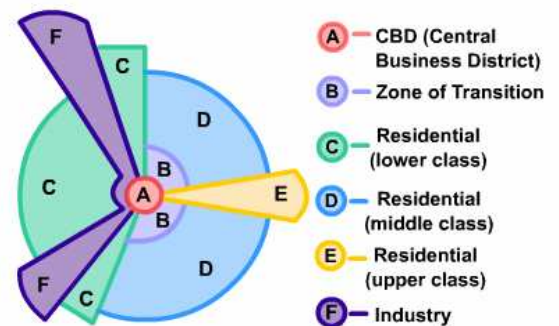 F
C
D
B
C
A
E
B
D
F
C
A CBD (Central
Business District)
B Zone of Transition
C Residential
(lower class)
D Residential
(middle class)
E Residential
(upper class)
F Industry